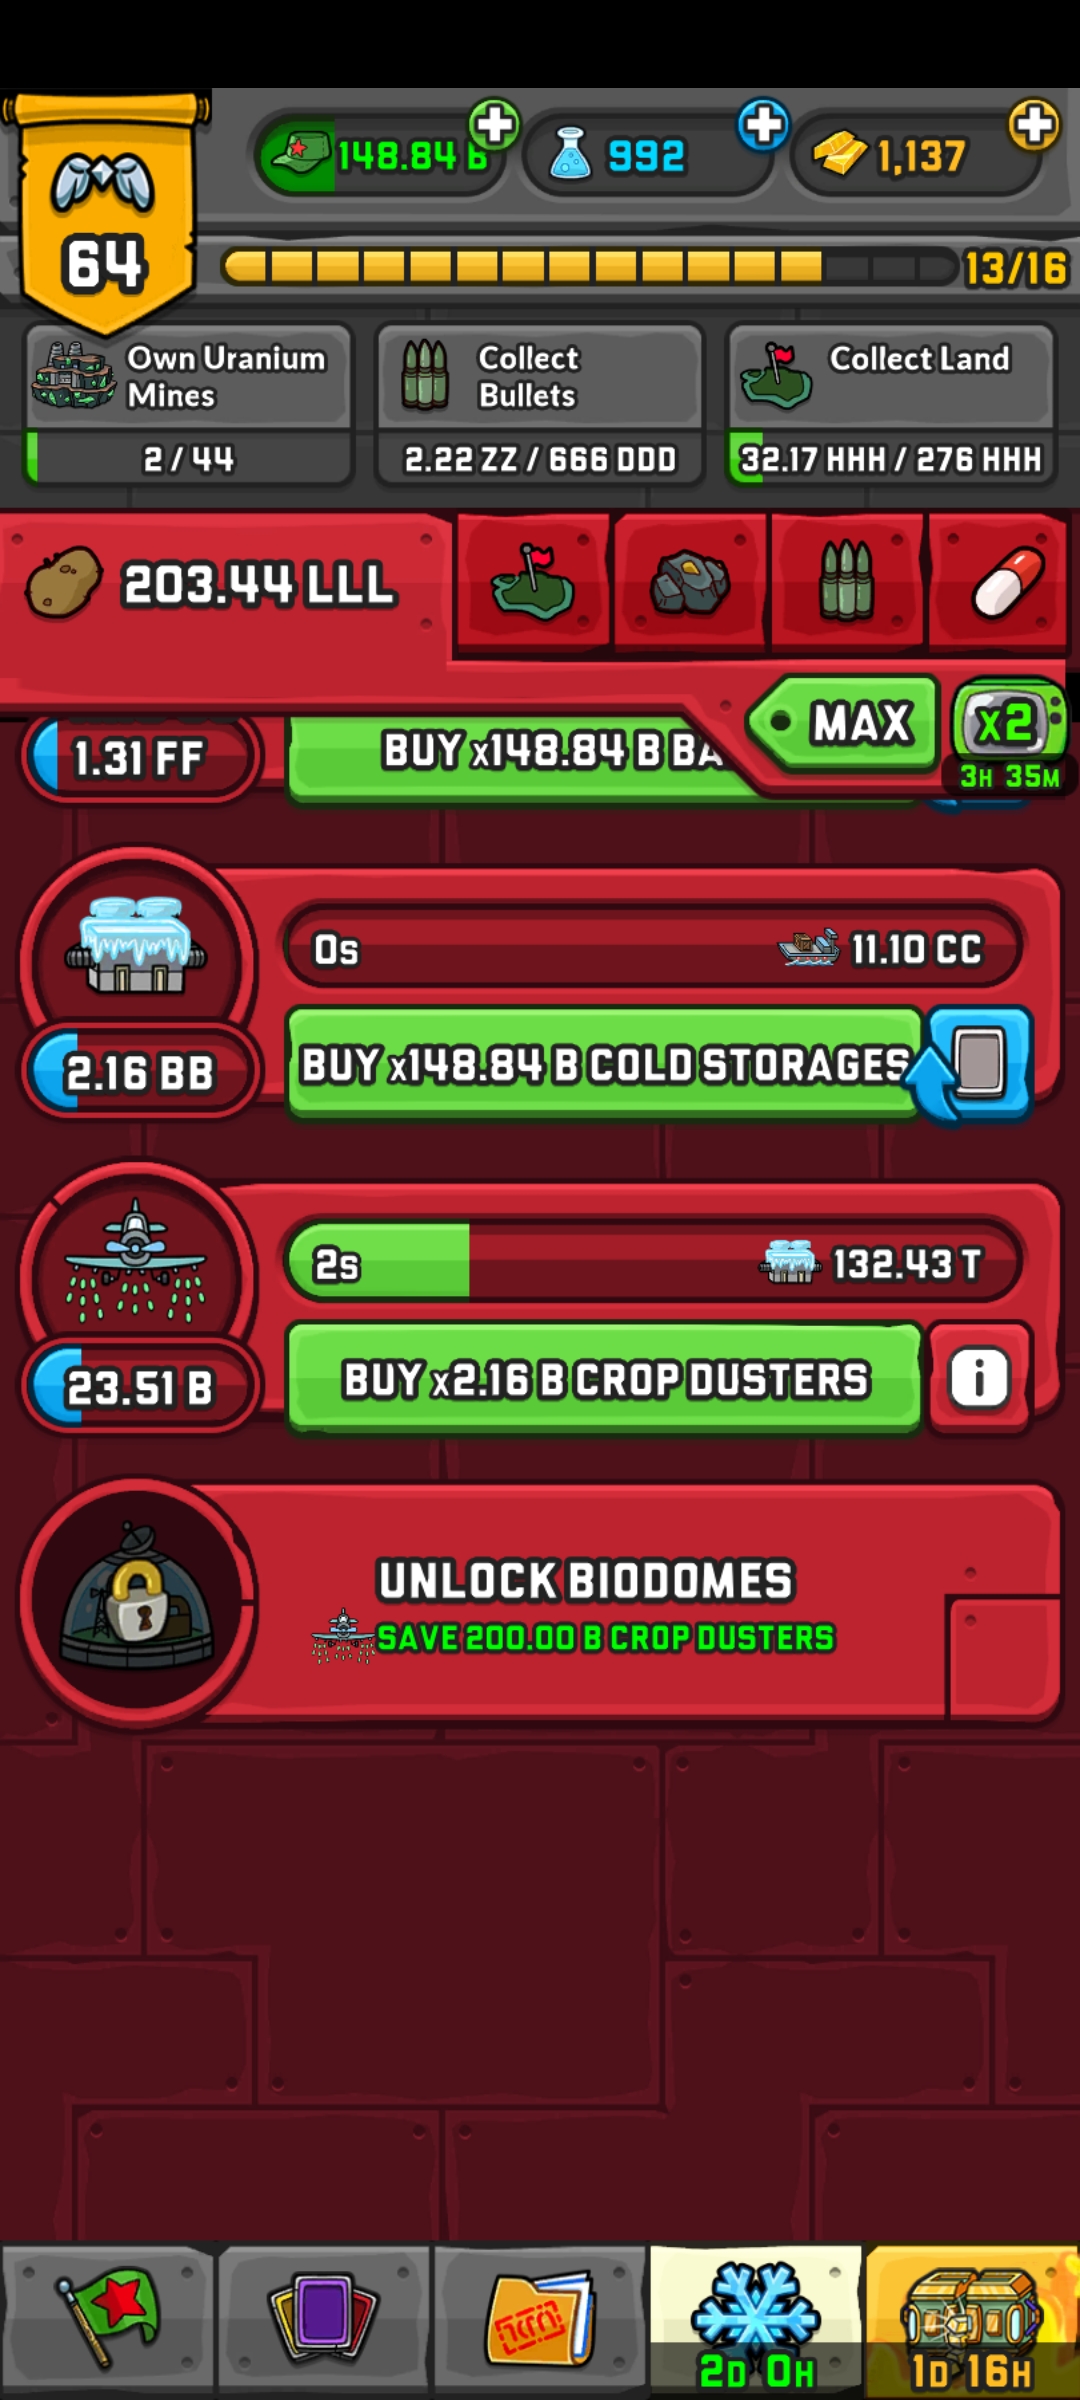 64
148.84 B
992
1,137
13/16
Own Uranium
Mines
2 / 44
Collect
Bullets
2.22 ZZ / 666 DDD
Collect Land
32.17 HHH / 276 HHH
203.44 LLL
MAX
x2
3H 35M
1.31 FF
BUY x148.84 B BA
0s
11.10 CC
2.16 BB
BUY x148.84 B COLD STORAGES
2s
132.43 T
23.51 B
BUY x2.16 B CROP DUSTERS
i
UNLOCK BIODOMES
SAVE 200.00 B CROP DUSTERS
2D 0H
1D 16H